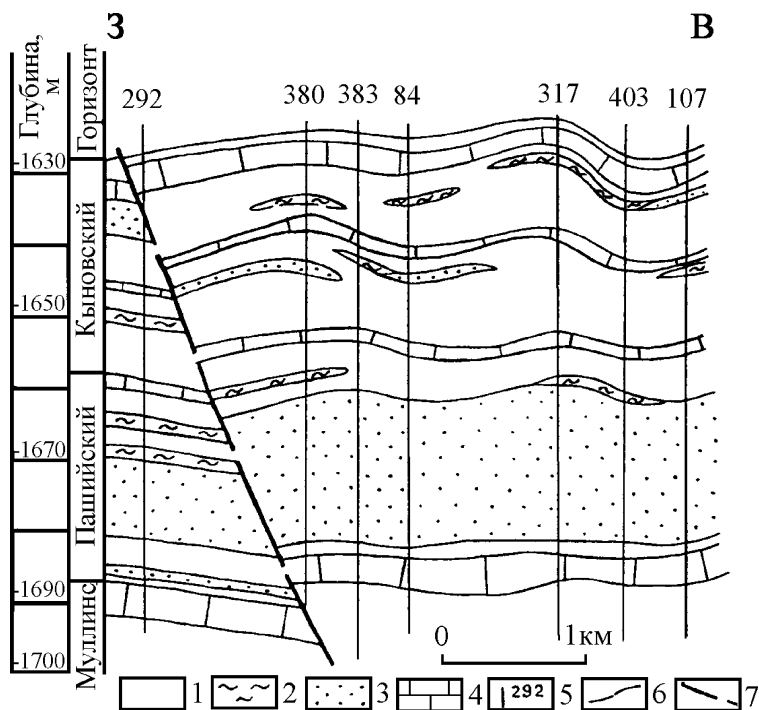 З В
Глубина, м
Горизонт
292 380 383 84 317 403 107
-1630
-1650
-1670
-1690
-1700
Кыновский
Пашийский
Муллинс.
0 1км
1 2 3 4 292 5 6 7